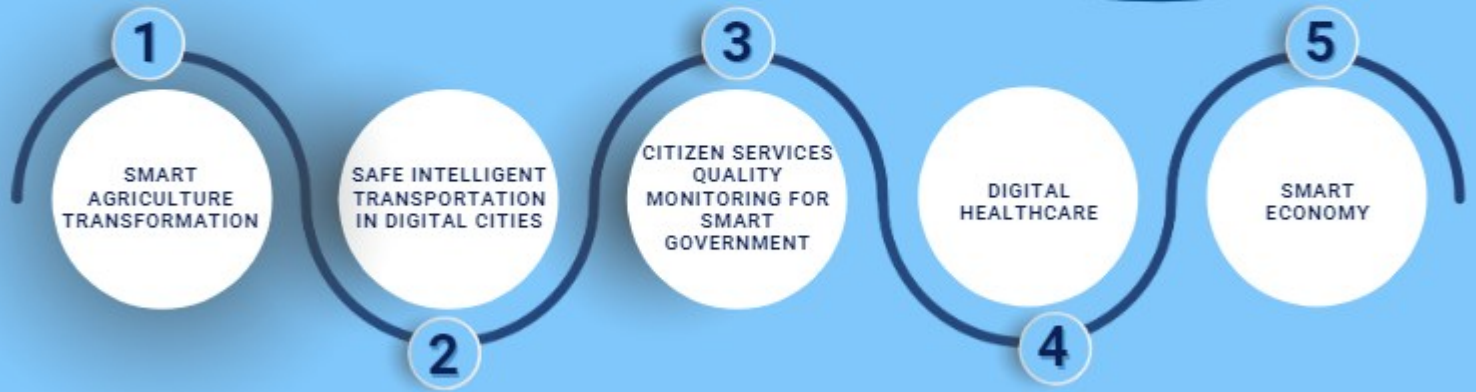 1
SMART
AGRICULTURE
TRANSFORMATION
2
SAFE INTELLIGENT
TRANSPORTATION
IN DIGITAL CITIES
3
CITIZEN SERVICES
QUALITY
MONITORING FOR
SMART
GOVERNMENT
4
DIGITAL
HEALTHCARE
5
SMART
ECONOMY